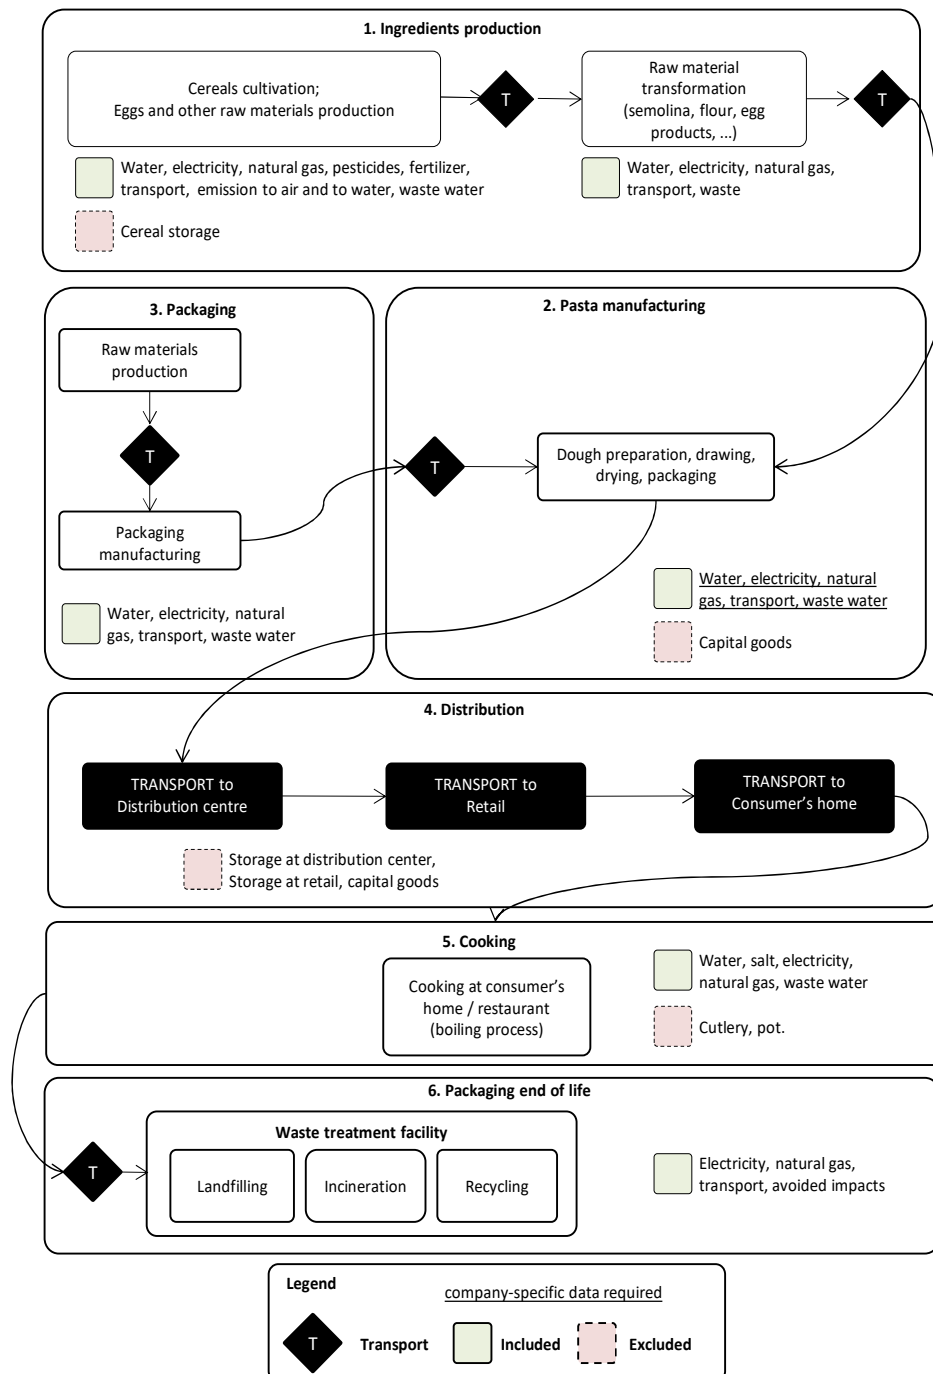 1. Ingredients production
Cereals cultivation;
Eggs and other raw materials production
T
Raw material
transformation
(semolina, flour, egg
products, ...)
T
Water, electricity, natural gas, pesticides, fertilizer,
transport, emission to air and to water, waste water
Cereal storage
Water, electricity, natural gas,
transport, waste
3. Packaging
Raw materials
production
T
Packaging
manufacturing
Water, electricity, natural
gas, transport, waste water
2. Pasta manufacturing
T
Dough preparation, drawing,
drying, packaging
Water, electricity, natural
gas, transport, waste water
Capital goods
4. Distribution
TRANSPORT to
Distribution centre
TRANSPORT to
Retail
TRANSPORT to
Consumer’s home
Storage at distribution center,
Storage at retail, capital goods
5. Cooking
Cooking at consumer’s
home / restaurant
(boiling process)
Water, salt, electricity,
natural gas, waste water
Cutlery, pot.
6. Packaging end of life
T
Waste treatment facility
Landfilling
Incineration
Recycling
Electricity, natural gas,
transport, avoided impacts
Legend
company-specific data required
T
Transport
Included
Excluded